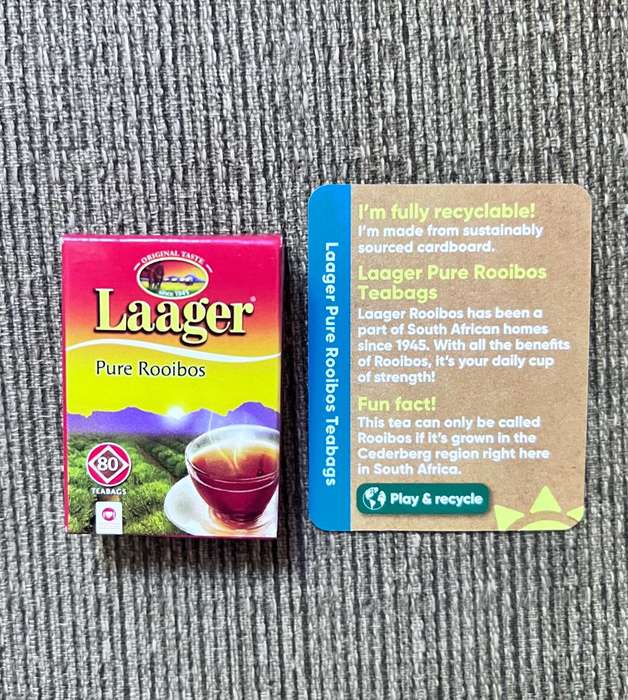 ORIGINAL TASTE
SINCE 1945
Laager®
Pure Rooibos
80
TEABAGS
Laager Pure Rooibos Teabags
I'm fully recyclable!
I'm made from sustainably
sourced cardboard.
Laager Pure Rooibos
Teabags
Laager Rooibos has been a
part of South African homes
since 1945. With all the benefits
of Rooibos, it's your daily cup
of strength!
Fun fact!
This tea can only be called
Rooibos if it's grown in the
Cederberg region right here
in South Africa.
Play & recycle